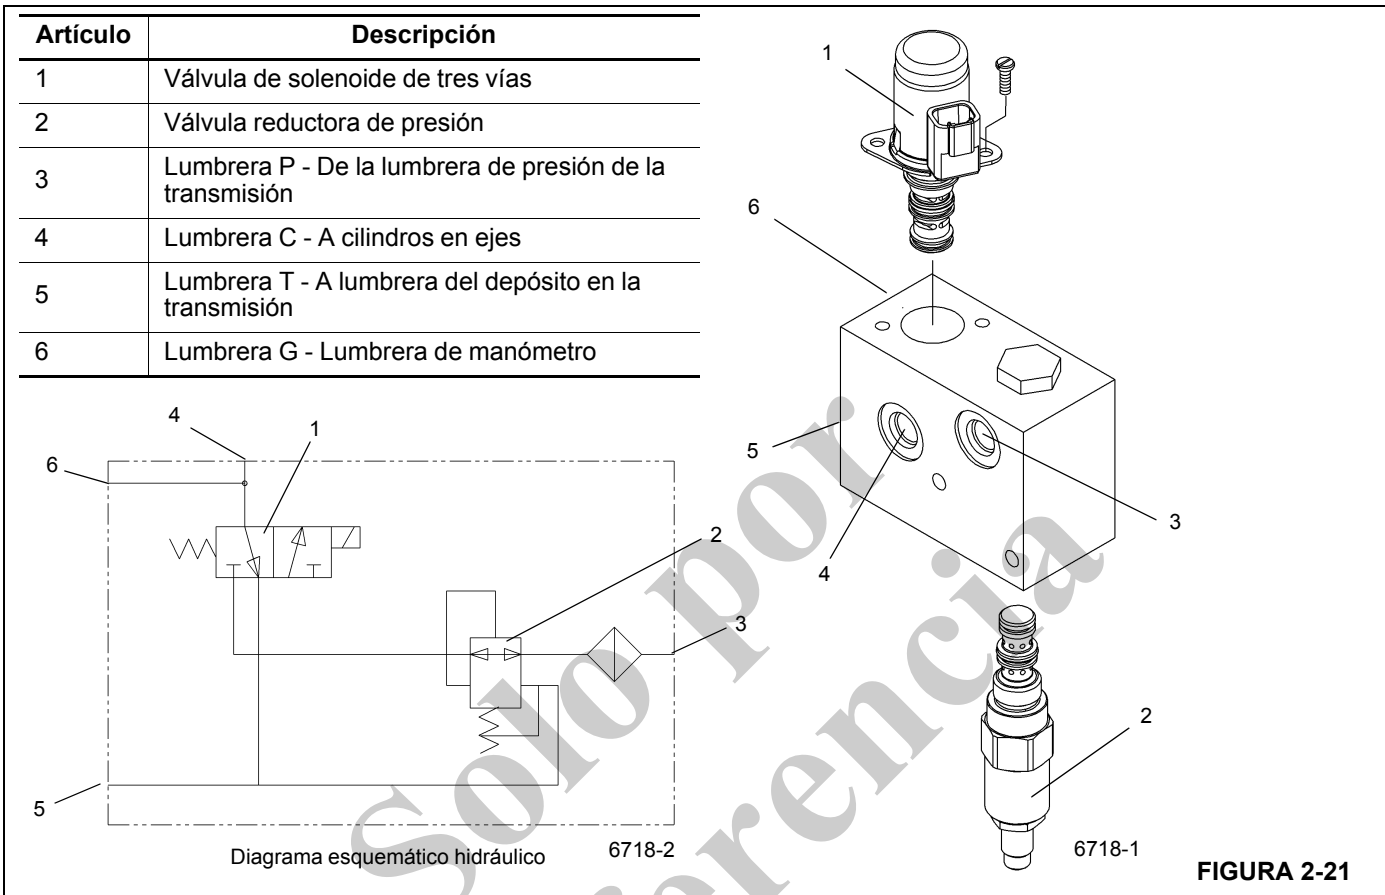 Artículo Descripción
1 Válvula de solenoide de tres vías
2 Válvula reductora de presión
3 Lumbrera P - De la lumbrera de presión de la
transmisión
4 Lumbrera C - A cilindros en ejes
5 Lumbrera T - A lumbrera del depósito en la
transmisión
6 Lumbrera G - Lumbrera de manómetro
4
1
6
2
3
5
Diagrama esquemático hidráulico
6718-2
1
6
5
4
3
2
6718-1
FIGURA 2-21
Solo por
referencia